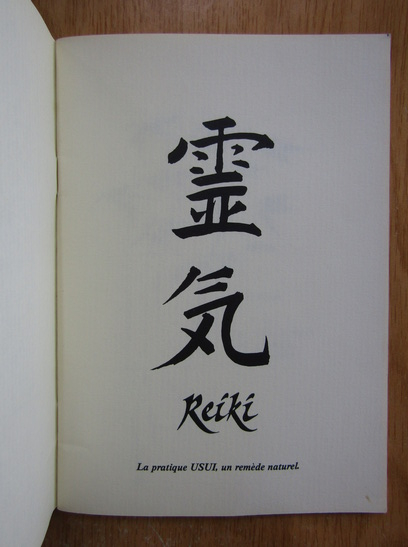 霊
気
Reiki
La pratique USUI, un remède naturel.